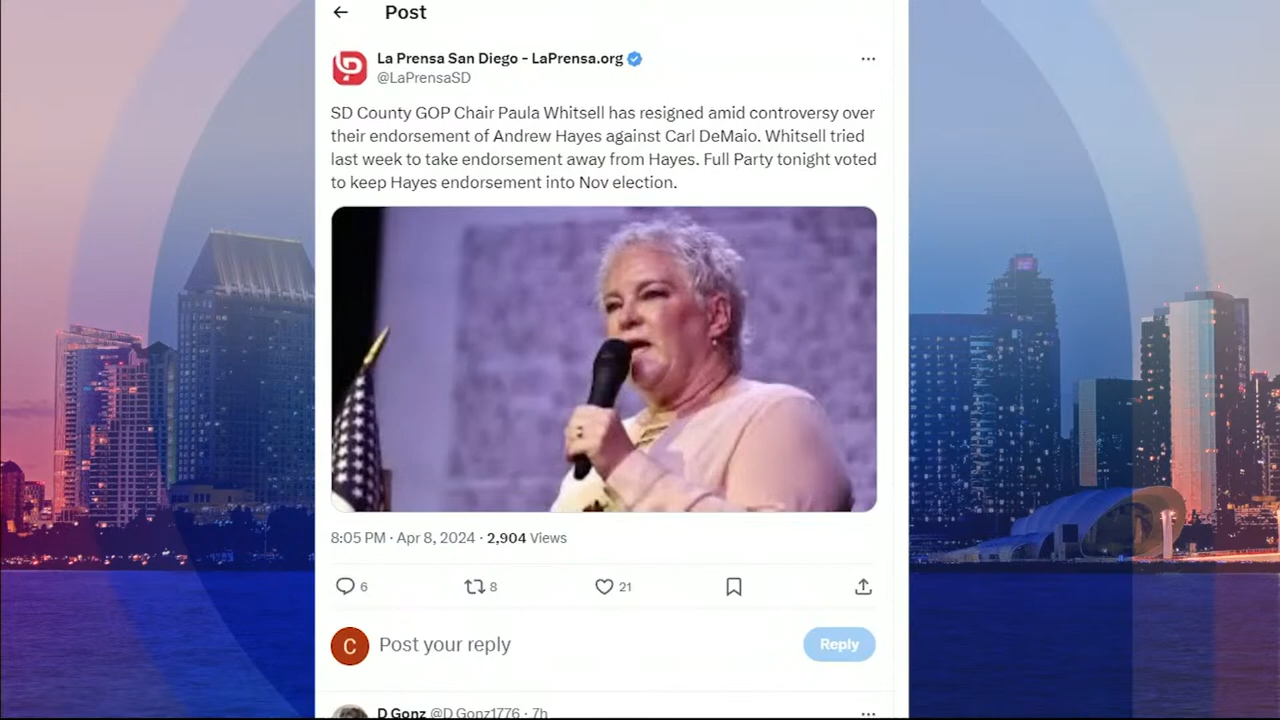 Post
La Prensa San Diego - LaPrensa.org
@LaPrensaSD
SD County GOP Chair Paula Whitsell has resigned amid controversy over
their endorsement of Andrew Hayes against Carl DeMaio. Whitsell tried
last week to take endorsement away from Hayes. Full Party tonight voted
to keep Hayes endorsement into Nov election.
8:05 PM · Apr 8, 2024 · 2,904 Views
6 8 21
C Post your reply Reply
D Gonz @D_Gonz1776 · 7h